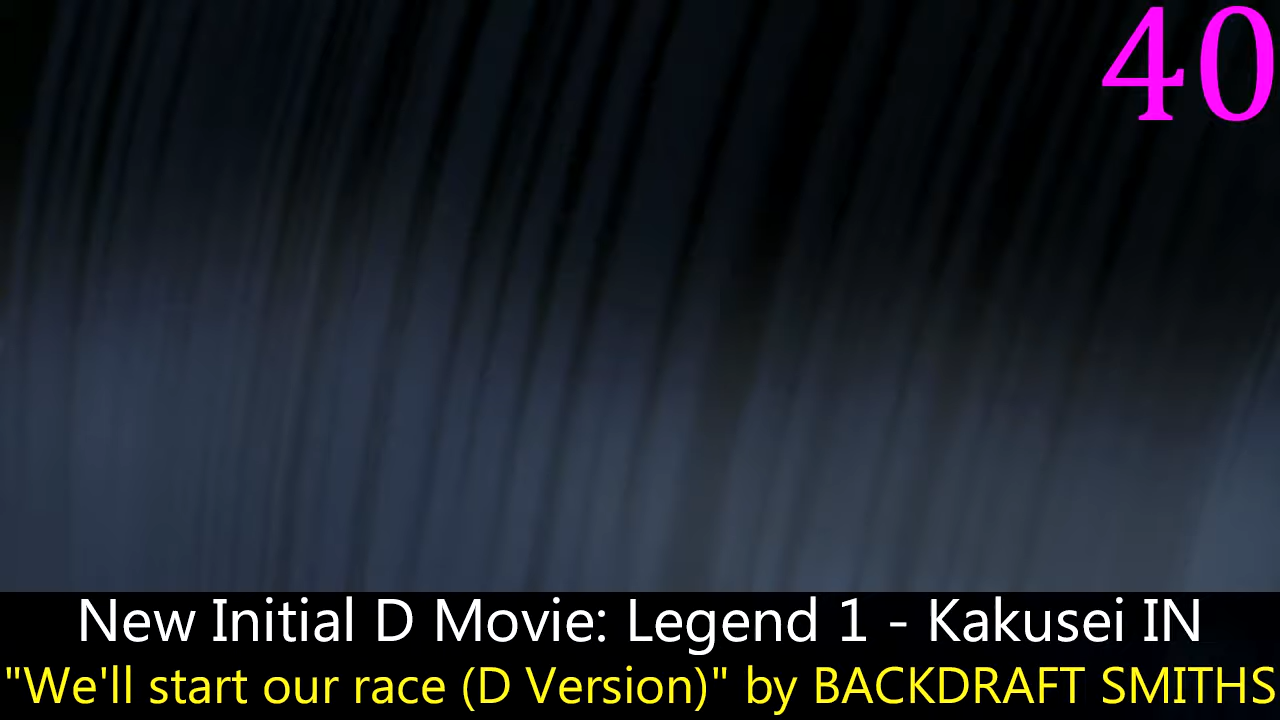 40
New Initial D Movie: Legend 1 - Kakusei IN
"We'll start our race (D Version)" by BACKDRAFT SMITHS